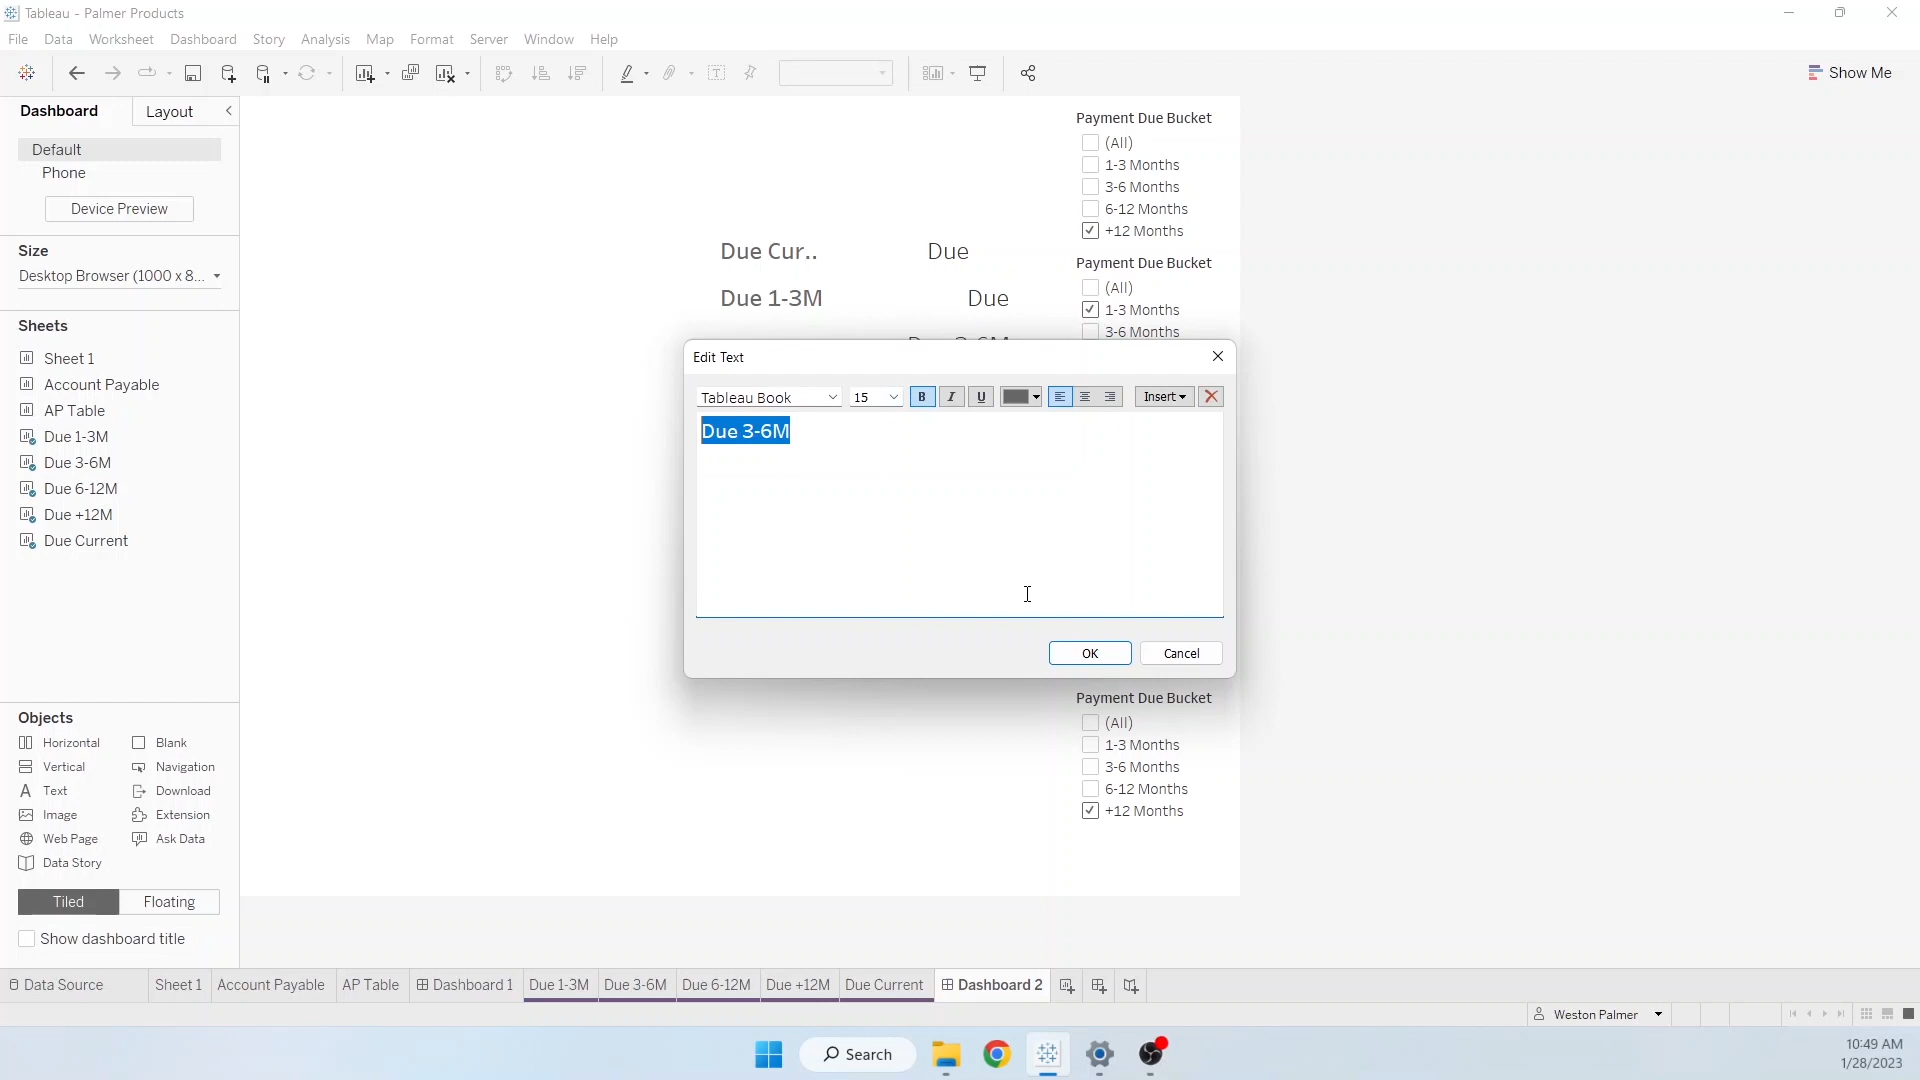 Tableau - Palmer Products
File Data Worksheet Dashboard Story Analysis Map Format Server Window Help
Show Me
Dashboard Layout
Default
Phone
Device Preview
Size
Desktop Browser (1000 x 8...
Sheets
Sheet 1
Account Payable
AP Table
Due 1-3M
Due 3-6M
Due 6-12M
Due +12M
Due Current
Objects
Horizontal Blank
Vertical Navigation
Text Download
Image Extension
Web Page Ask Data
Data Story
Tiled Floating
Show dashboard title
Due Cur.. Due
Due 1-3M Due
Payment Due Bucket
(All)
1-3 Months
3-6 Months
6-12 Months
+12 Months
Payment Due Bucket
(All)
1-3 Months
3-6 Months
Edit Text
Tableau Book 15 B I U Insert
Due 3-6M
OK Cancel
Payment Due Bucket
(All)
1-3 Months
3-6 Months
6-12 Months
+12 Months
Data Source Sheet 1 Account Payable AP Table Dashboard 1 Due 1-3M Due 3-6M Due 6-12M Due +12M Due Current Dashboard 2
Weston Palmer
Search
10:49 AM
1/28/2023